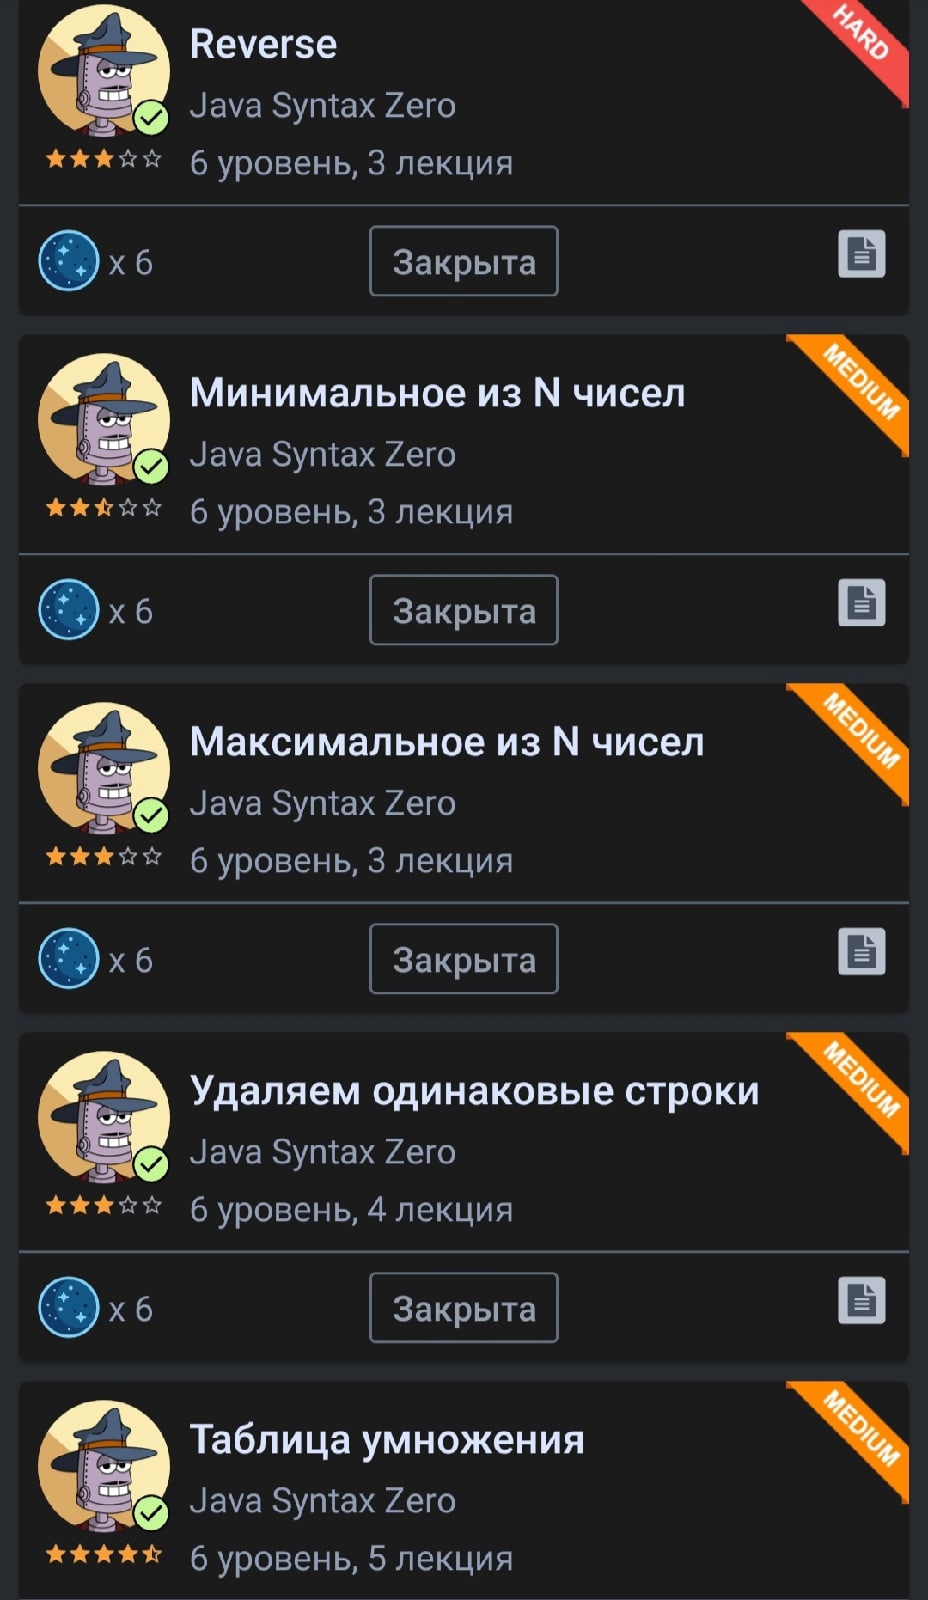 HARD
Reverse
Java Syntax Zero
6 уровень, 3 лекция
x 6
Закрыта
MEDIUM
Минимальное из N чисел
Java Syntax Zero
6 уровень, 3 лекция
x 6
Закрыта
MEDIUM
Максимальное из N чисел
Java Syntax Zero
6 уровень, 3 лекция
x 6
Закрыта
MEDIUM
Удаляем одинаковые строки
Java Syntax Zero
6 уровень, 4 лекция
x 6
Закрыта
MEDIUM
Таблица умножения
Java Syntax Zero
6 уровень, 5 лекция